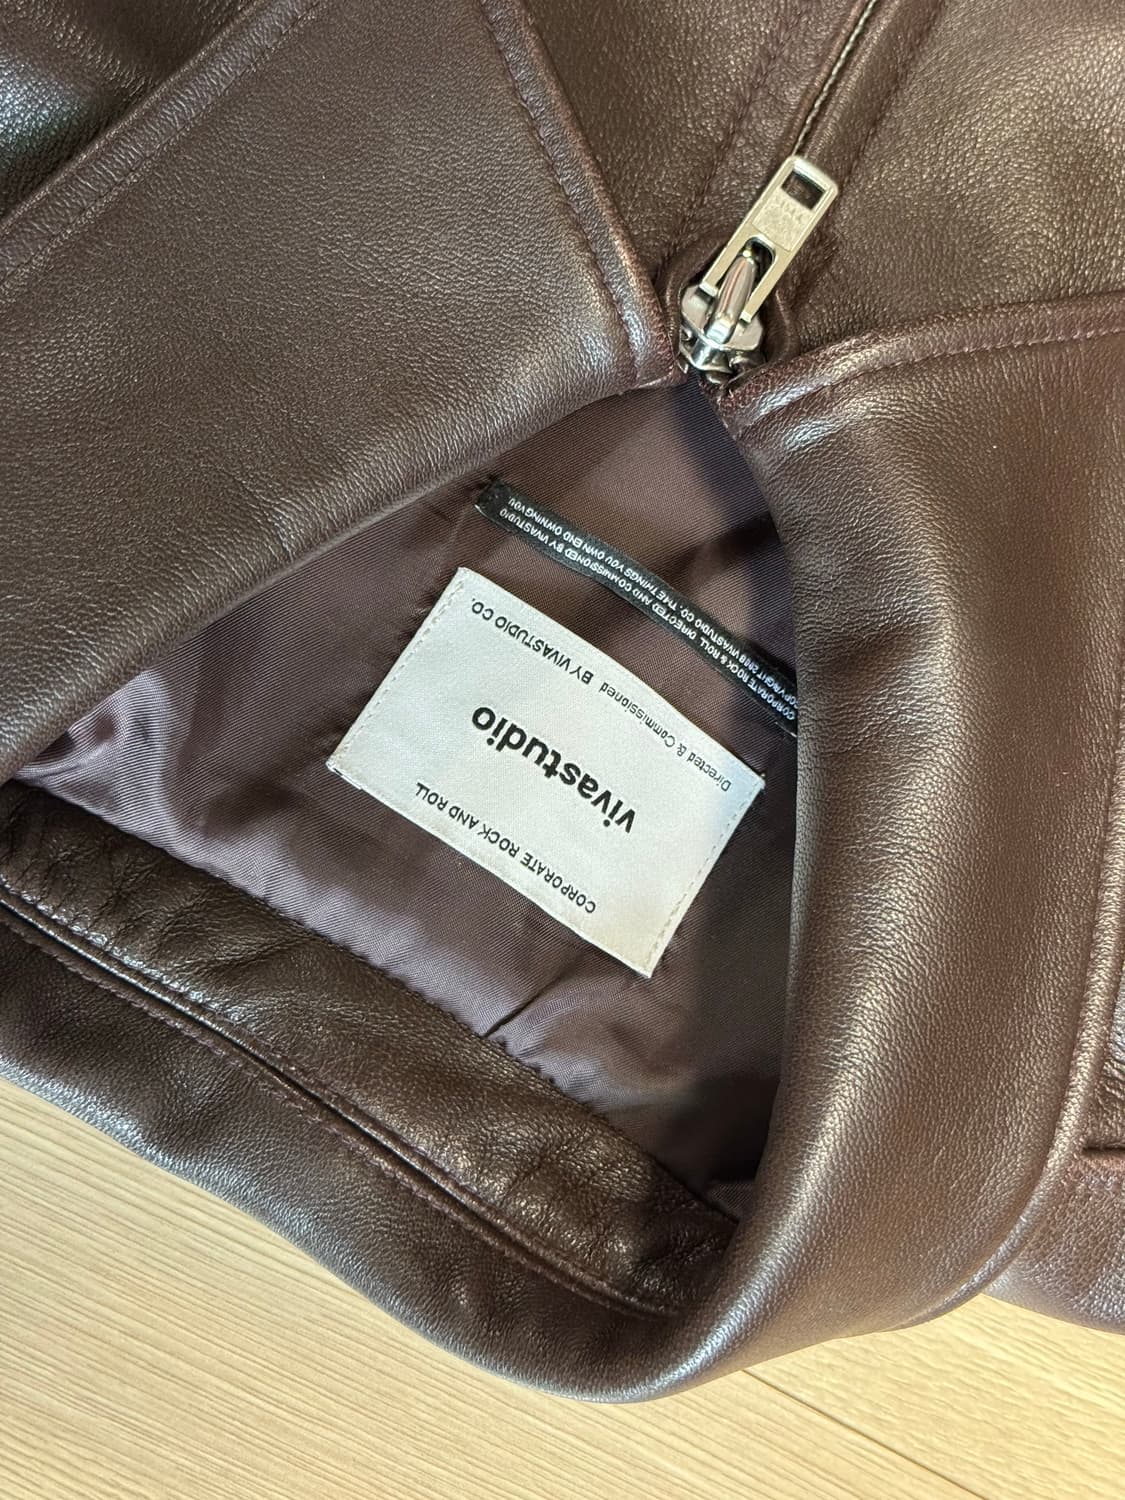 CORPORATE ROCK AND ROLL
vivastudio
Directed & Commissioned BY VIVASTUDIO CO.
CORPORATE ROCK & ROLL. DIRECTED AND COMMISSIONED BY VIVASTUDIO
COPYRIGHT VIVASTUDIO CO. THE THINGS YOU OWN END OWNING YOU.